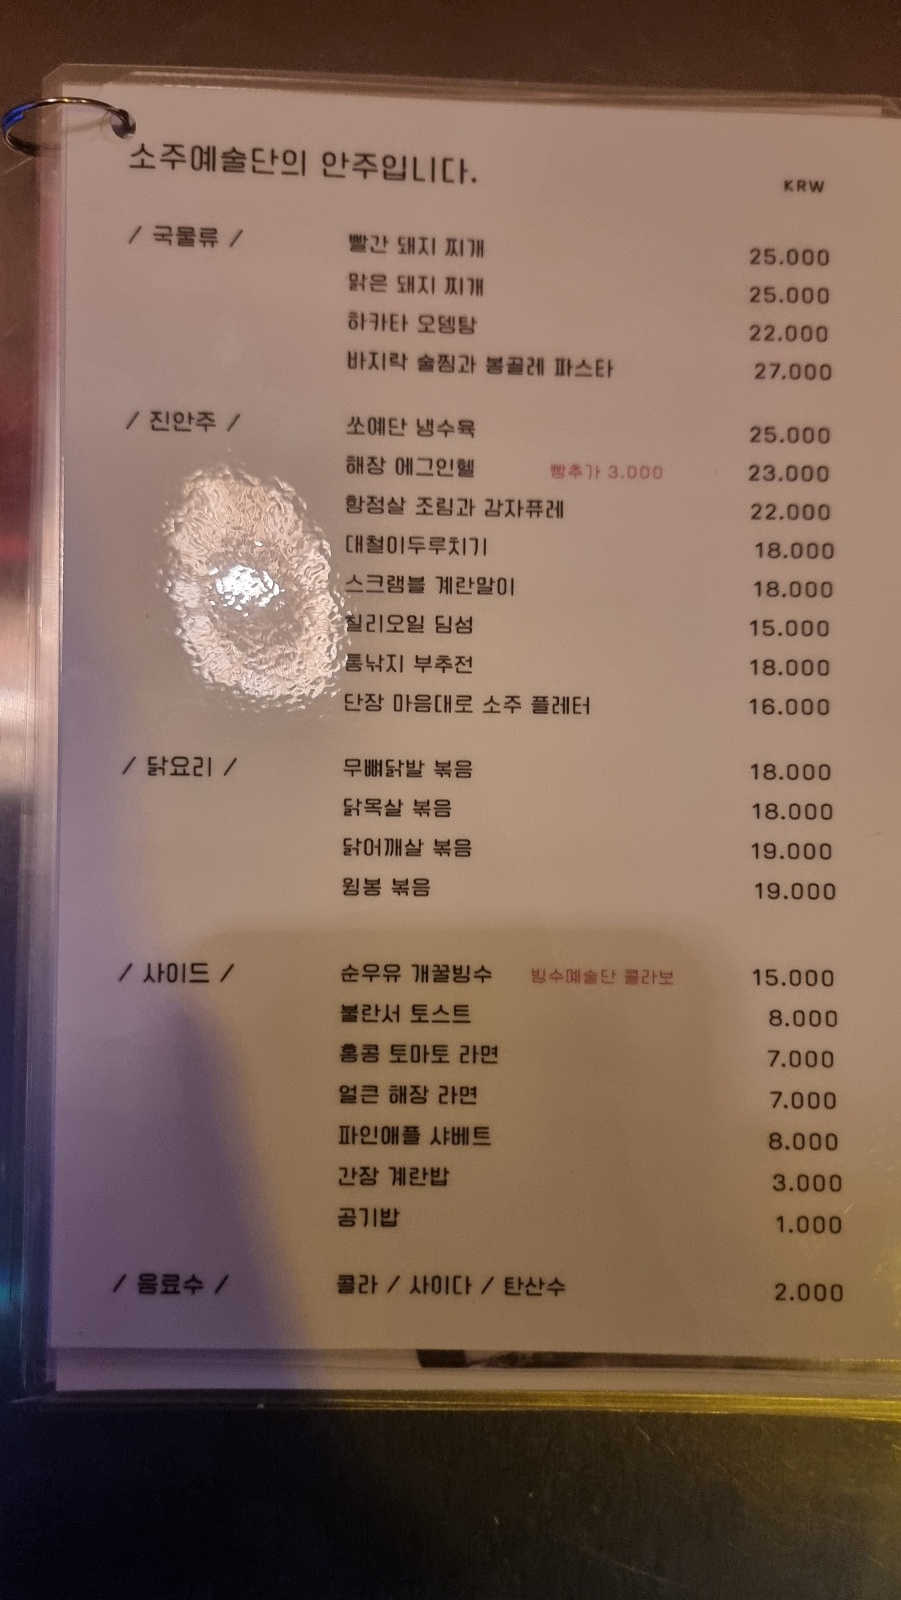 소주예술단의 안주입니다.
KRW
/ 국물류 / 빨간 돼지 찌개 25.000
맑은 돼지 찌개 25.000
하카타 오뎅탕 22.000
바지락 술찜과 봉골레 파스타 27.000
/ 진안주 / 쏘예단 냉수육 25.000
해장 에그인헬 빵추가 3.000 23.000
항정살 조림과 감자퓨레 22.000
대철이두루치기 18.000
스크램블 계란말이 18.000
칠리오일 딤섬 15.000
통낚지 부추전 18.000
단장 마음대로 소주 플레터 16.000
/ 닭요리 / 무뼈닭발 볶음 18.000
닭목살 볶음 18.000
닭어깨살 볶음 19.000
윙봉 볶음 19.000
/ 사이드 / 순우유 개꿀빙수 빙수예술단 콜라보 15.000
불란서 토스트 8.000
홍콩 토마토 라면 7.000
얼큰 해장 라면 7.000
파인애플 샤베트 8.000
간장 계란밥 3.000
공기밥 1.000
/ 음료수 / 콜라 / 사이다 / 탄산수 2.000